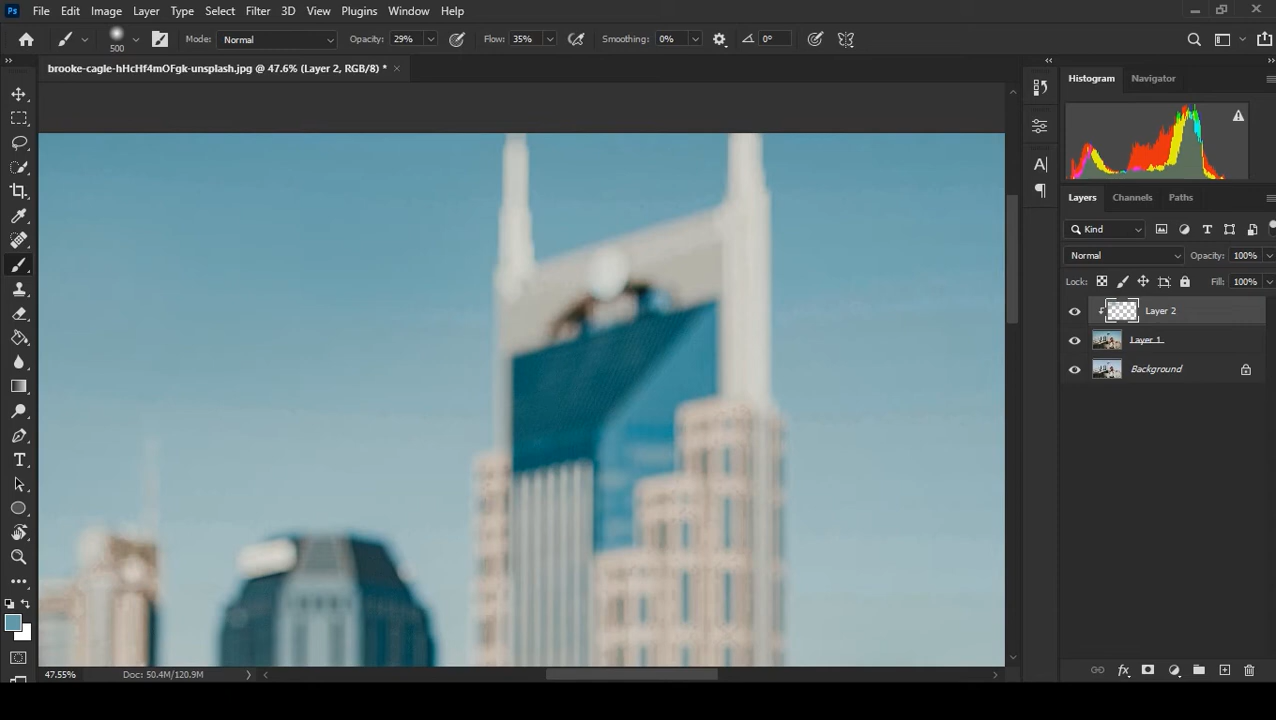 Ps File Edit Image Layer Type Select Filter 3D View Plugins Window Help
500 Mode: Normal Opacity: 29% Flow: 35% Smoothing: 0% 0°
brooke-cagle-hHcHf4mOFgk-unsplash.jpg @ 47.6% (Layer 2, RGB/8) *
Histogram Navigator
Layers Channels Paths
Kind
Normal Opacity: 100%
Lock: Fill: 100%
Layer 2
Layer 1
Background
47.55% Doc: 50.4M/120.9M